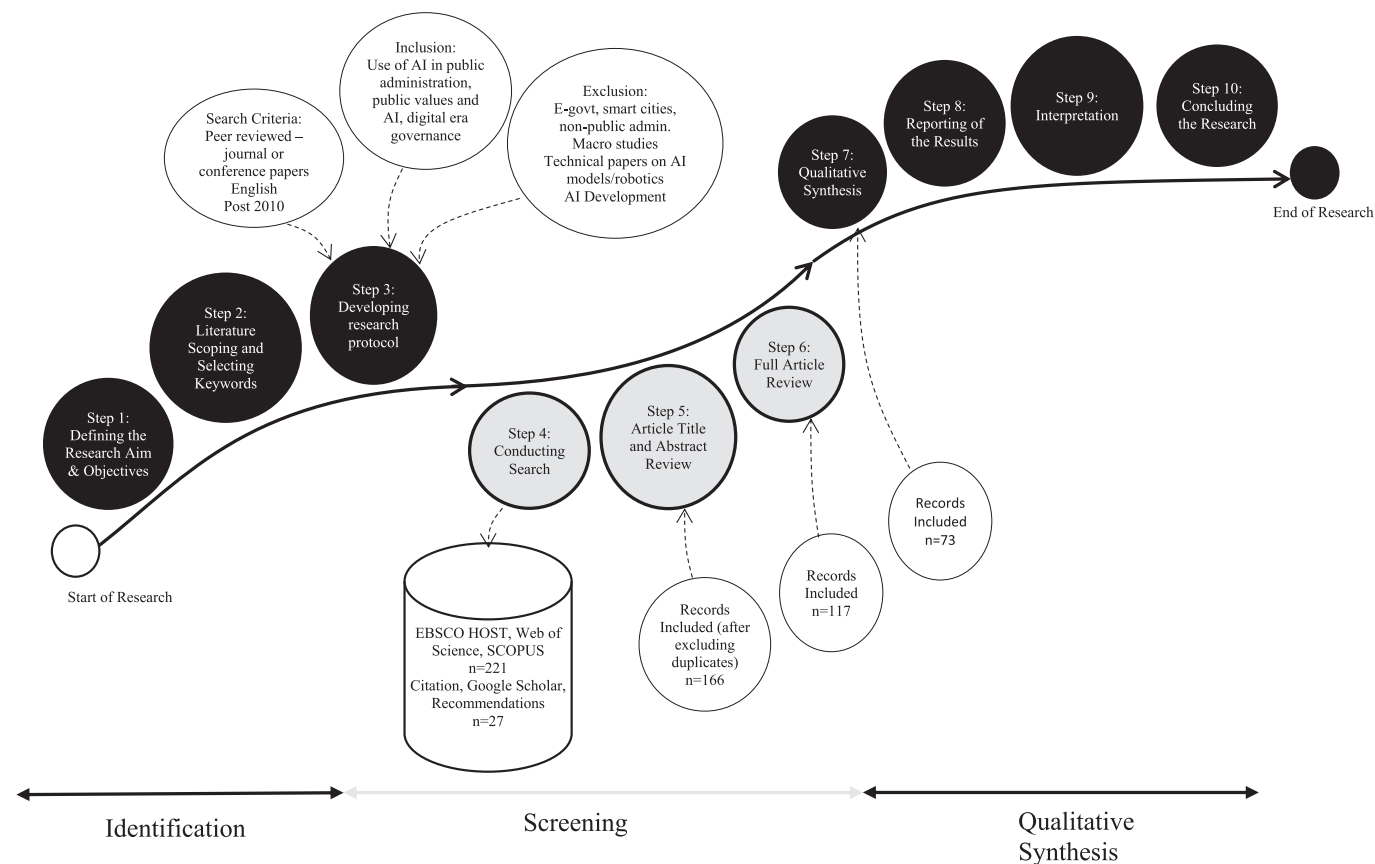 Search Criteria:
Peer reviewed –
journal or
conference papers
English
Post 2010
Inclusion:
Use of AI in public
administration,
public values and
AI, digital era
governance
Exclusion:
E-govt, smart cities,
non-public admin.
Macro studies
Technical papers on AI
models/robotics
AI Development
Start of Research
Step 1:
Defining the
Research Aim
& Objectives
Step 2:
Literature
Scoping and
Selecting
Keywords
Step 3:
Developing
research
protocol
Step 4:
Conducting
Search
EBSCO HOST, Web of
Science, SCOPUS
n=221
Citation, Google Scholar,
Recommendations
n=27
Step 5:
Article Title
and Abstract
Review
Records
Included (after
excluding
duplicates)
n=166
Step 6:
Full Article
Review
Records
Included
n=117
Step 7:
Qualitative
Synthesis
Records
Included
n=73
Step 8:
Reporting of
the Results
Step 9:
Interpretation
Step 10:
Concluding
the Research
End of Research
Identification
Screening
Qualitative
Synthesis